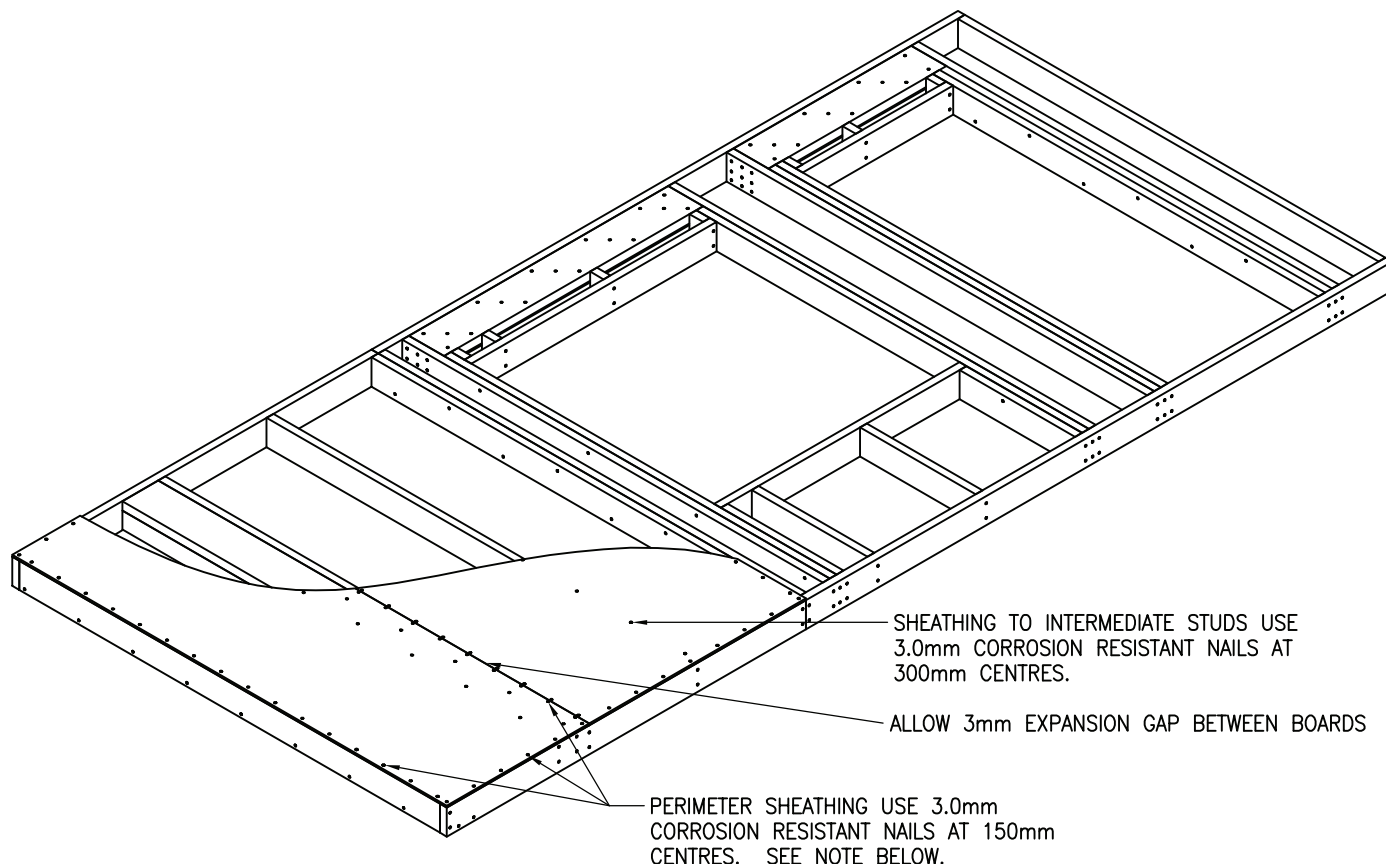 SHEATHING TO INTERMEDIATE STUDS USE
3.0mm CORROSION RESISTANT NAILS AT
300mm CENTRES.
ALLOW 3mm EXPANSION GAP BETWEEN BOARDS
PERIMETER SHEATHING USE 3.0mm
CORROSION RESISTANT NAILS AT 150mm
CENTRES. SEE NOTE BELOW.